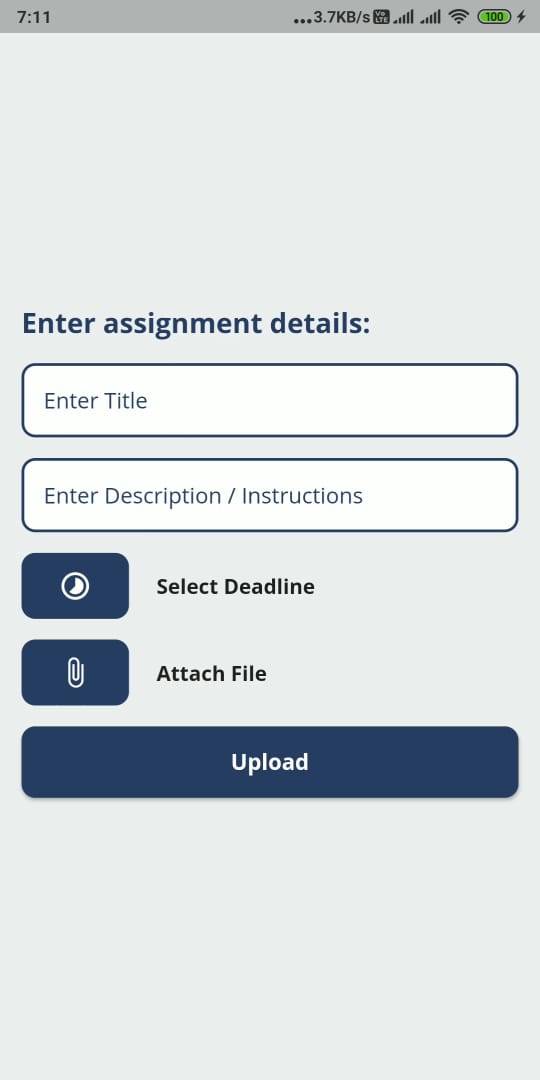 7:11 ...3.7KB/s Vo LTE 100
Enter assignment details:
Enter Title
Enter Description / Instructions
Select Deadline
Attach File
Upload